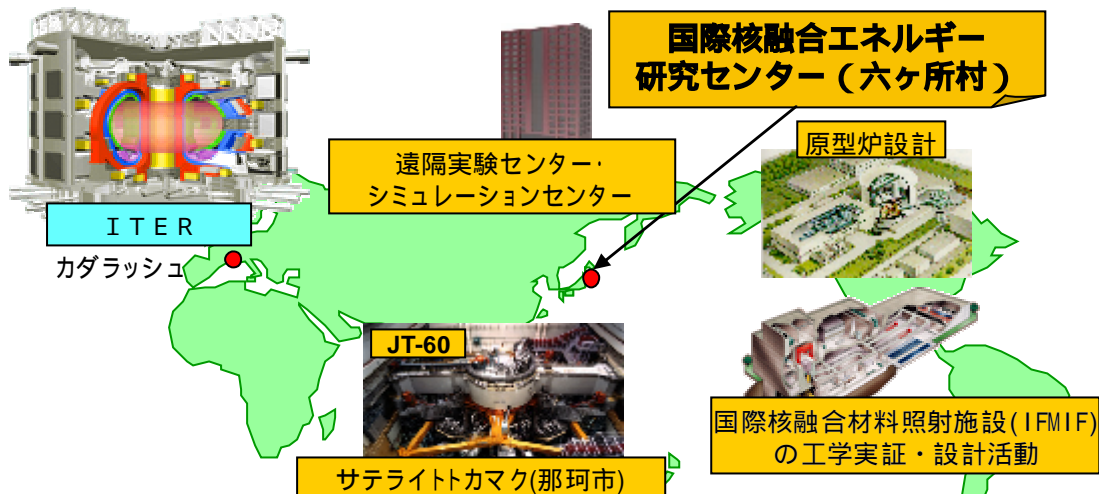 国際核融合エネルギー
研究センター（六ヶ所村）
遠隔実験センター・
シミュレーションセンター
原型炉設計
ＩＴＥＲ
カダラッシュ
JT-60
サテライトトカマク(那珂市)
国際核融合材料照射施設(IFMIF)
の工学実証・設計活動